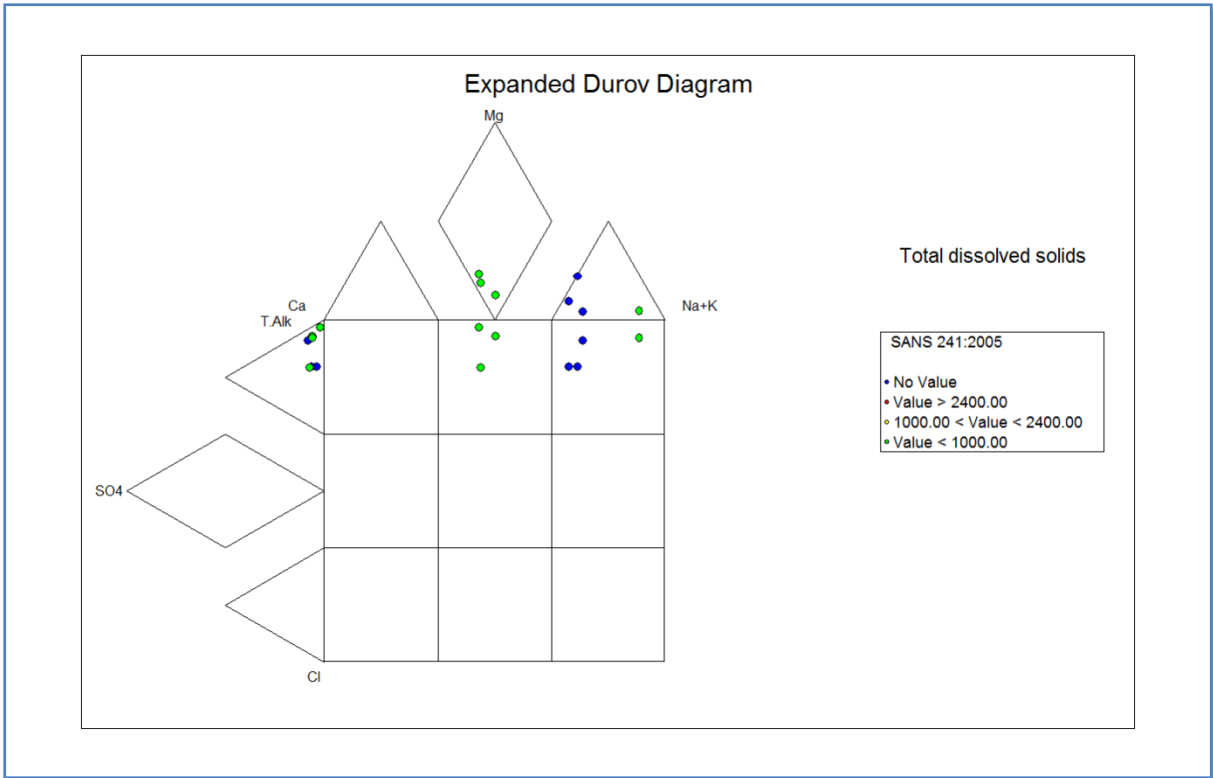 Expanded Durov Diagram
Mg
Total dissolved solids
Ca
Na+K
T.Alk
SANS 241:2005
No Value
Value > 2400.00
1000.00 < Value < 2400.00
Value < 1000.00
SO4
Cl